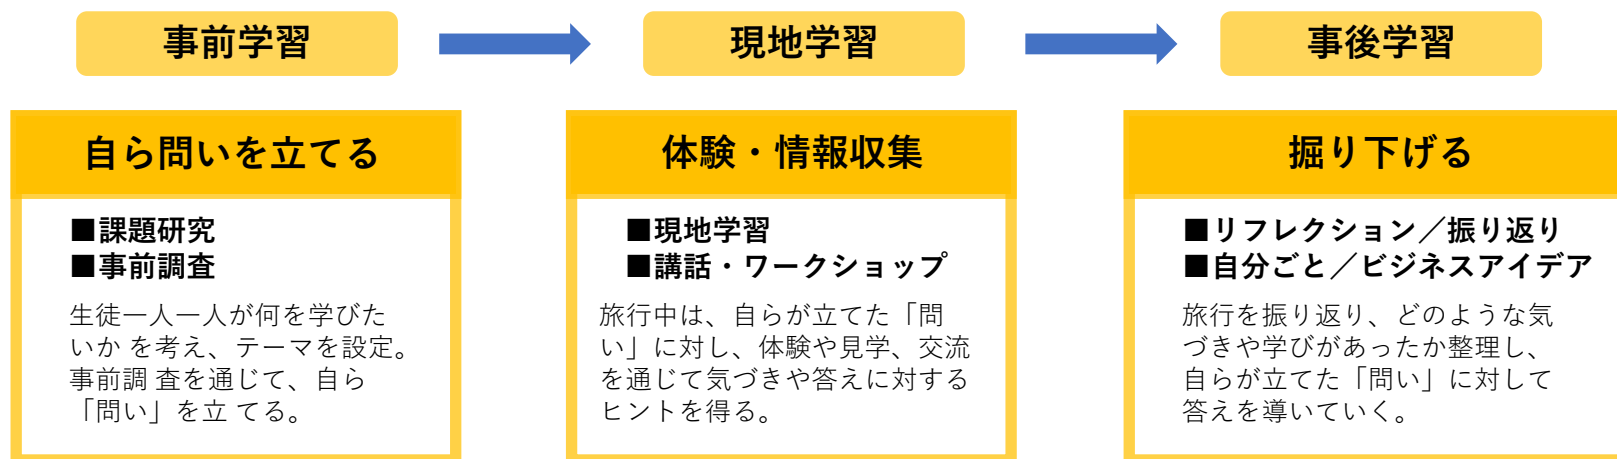 事前学習
現地学習
事後学習
自ら問いを立てる
■課題研究
■事前調査
生徒一人一人が何を学びた
いか を考え、テーマを設定。
事前調 査を通じて、自ら
「問い」を立 てる。
体験・情報収集
■現地学習
■講話・ワークショップ
旅行中は、自らが立てた「問
い」に対し、体験や見学、交流
を通じて気づきや答えに対する
ヒントを得る。
掘り下げる
■リフレクション／振り返り
■自分ごと／ビジネスアイデア
旅行を振り返り、どのような気
づきや学びがあったか整理し、
自らが立てた「問い」に対して
答えを導いていく。